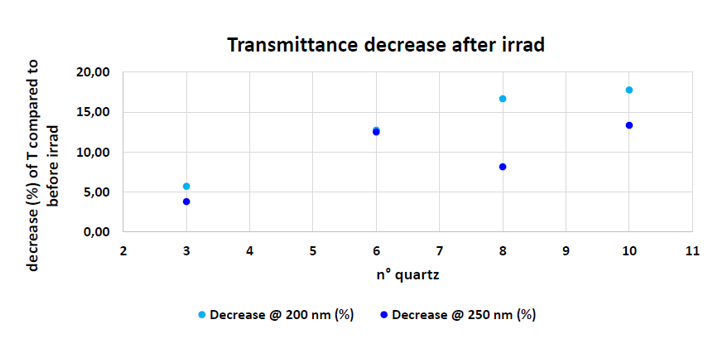 Transmittance decrease after irrad
decrease (%) of T compared to
before irrad
20,00
15,00
10,00
5,00
0,00
2 3 4 5 6 7 8 9 10 11
n° quartz
Decrease @ 200 nm (%) Decrease @ 250 nm (%)